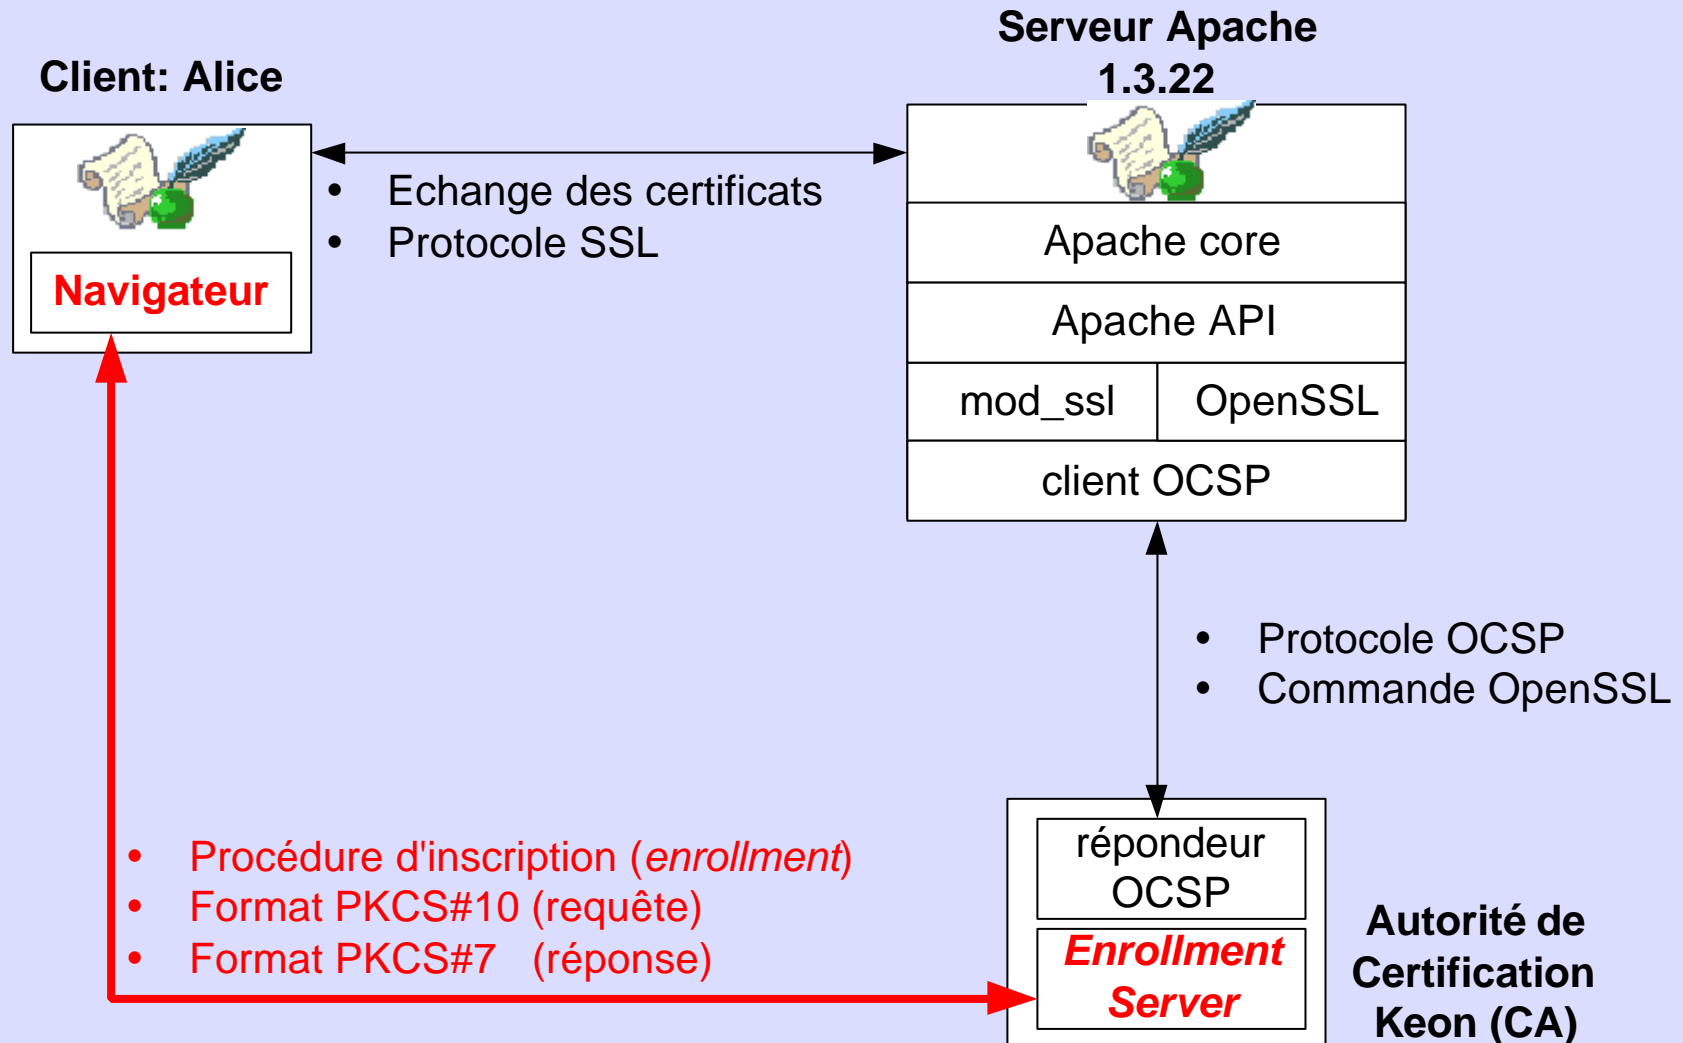 Serveur Apache
1.3.22
Client: Alice
Navigateur
• Echange des certificats
• Protocole SSL
Apache core
Apache API
mod_ssl
OpenSSL
client OCSP
• Protocole OCSP
• Commande OpenSSL
• Procédure d'inscription (enrollment)
• Format PKCS#10 (requête)
• Format PKCS#7 (réponse)
répondeur
OCSP
Enrollment
Server
Autorité de
Certification
Keon (CA)